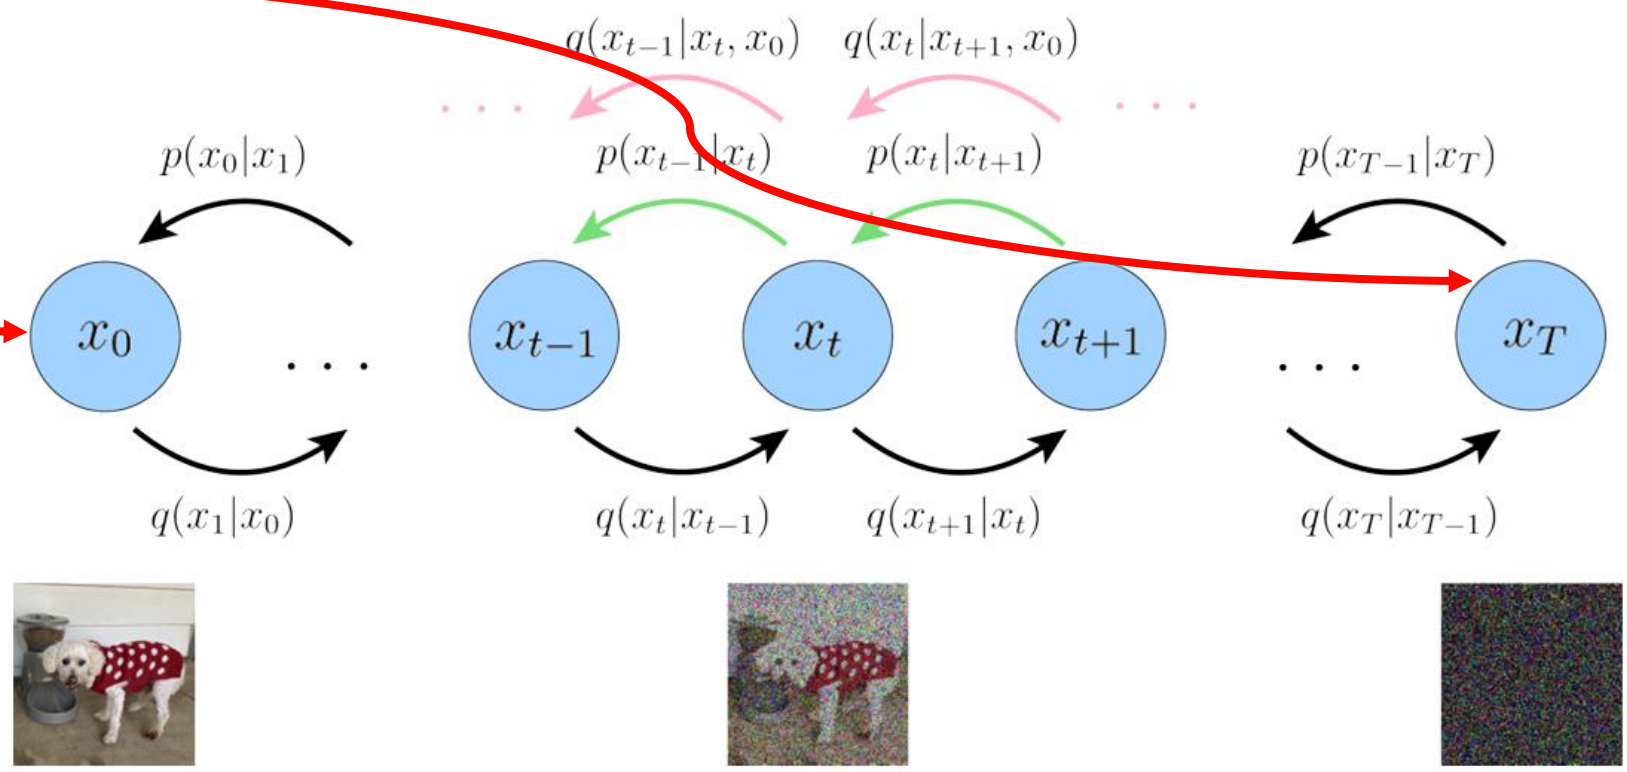 q(x_{t−1}|x_t, x_0) q(x_t|x_{t+1}, x_0)
. . . . . .
p(x_0|x_1) p(x_{t−1}|x_t) p(x_t|x_{t+1}) p(x_{T−1}|x_T)
x_0 . . . x_{t−1} x_t x_{t+1} . . . x_T
q(x_1|x_0) q(x_t|x_{t−1}) q(x_{t+1}|x_t) q(x_T|x_{T−1})